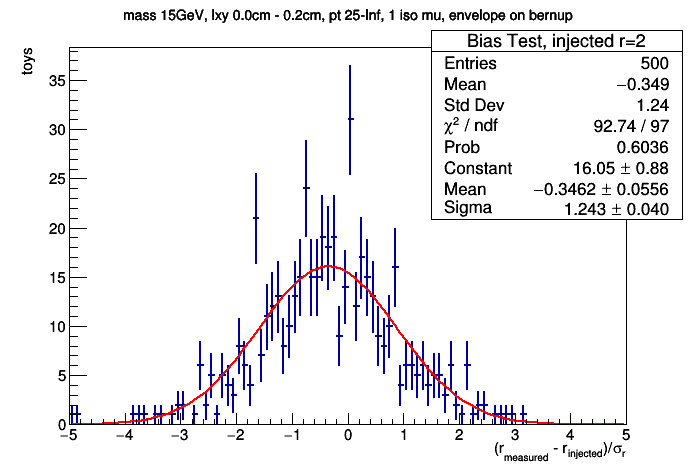 mass 15GeV, lxy 0.0cm - 0.2cm, pt 25-Inf, 1 iso mu, envelope on bernup
Bias Test, injected r=2
Entries 500
Mean −0.349
Std Dev 1.24
χ² / ndf 92.74 / 97
Prob 0.6036
Constant 16.05 ± 0.88
Mean −0.3462 ± 0.0556
Sigma 1.243 ± 0.040
toys
35
30
25
20
15
10
5
0
−5 −4 −3 −2 −1 0 1 2 3 4 5
(r_measured - r_injected)/σ_r